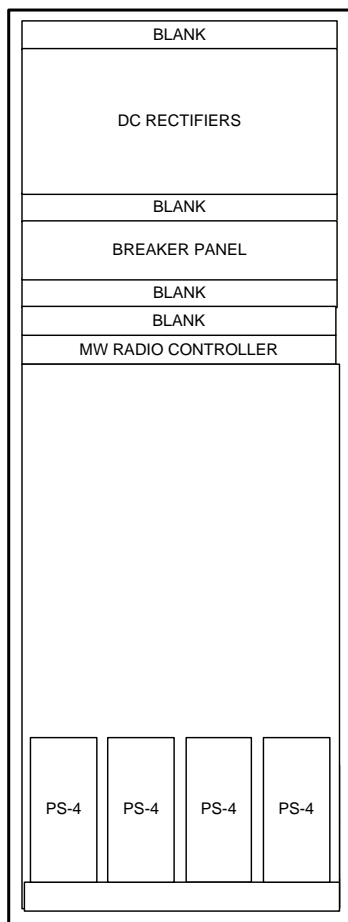 BLANK
DC RECTIFIERS
BLANK
BREAKER PANEL
BLANK
BLANK
MW RADIO CONTROLLER
PS-4 PS-4 PS-4 PS-4